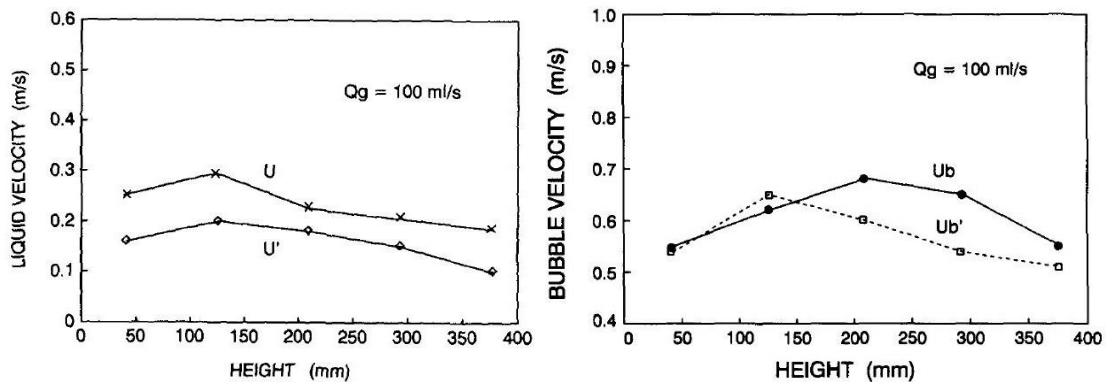 LIQUID VELOCITY (m/s)
0.6
0.5
0.4
0.3
0.2
0.1
0
Qg = 100 ml/s
U
U'
0 50 100 150 200 250 300 350 400
HEIGHT (mm)
BUBBLE VELOCITY (m/s)
1.0
0.9
0.8
0.7
0.6
0.5
0.4
Qg = 100 ml/s
Ub
Ub'
0 50 100 150 200 250 300 350 400
HEIGHT (mm)